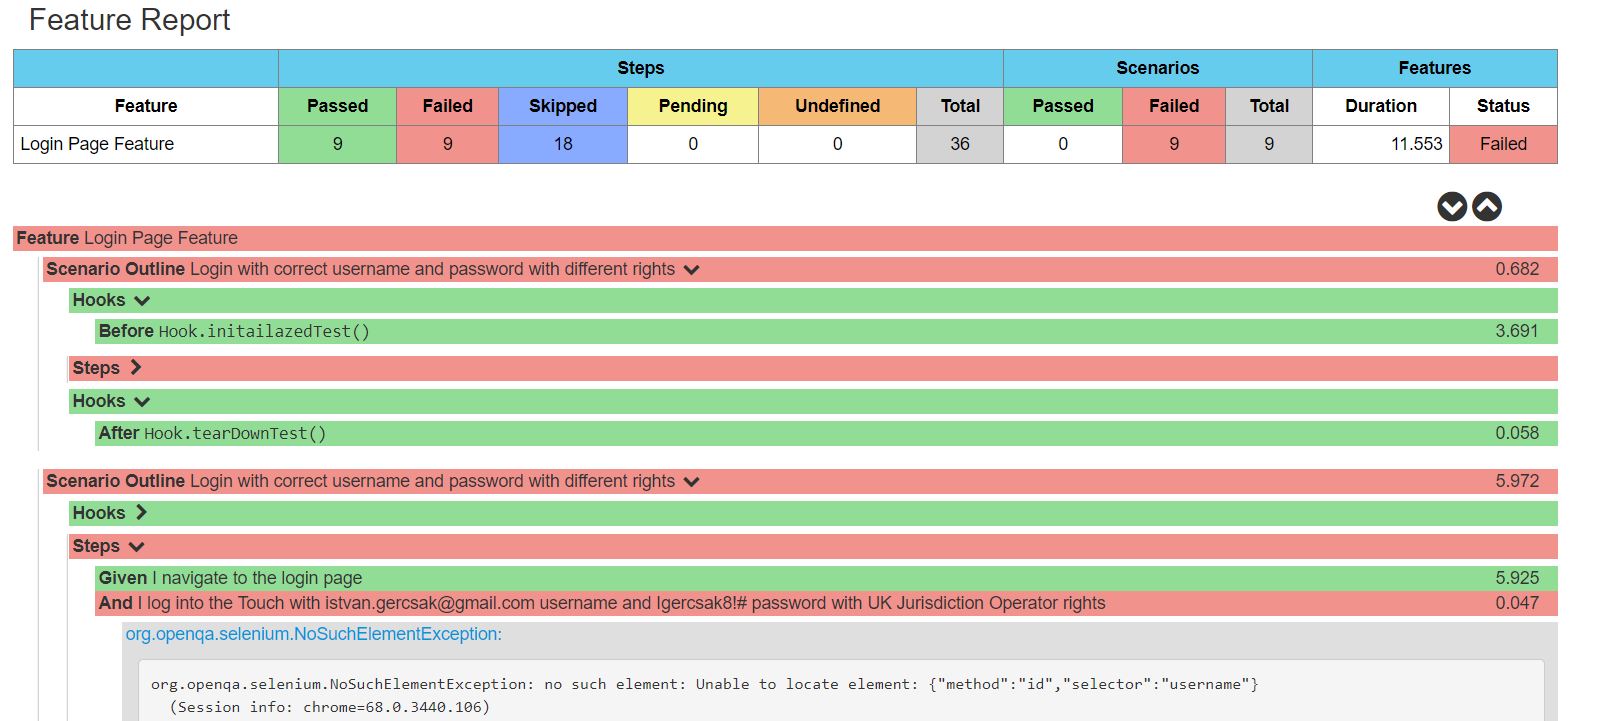 Feature Report
Steps Scenarios Features
Feature Passed Failed Skipped Pending Undefined Total Passed Failed Total Duration Status
Login Page Feature 9 9 18 0 0 36 0 9 9 11.553 Failed
Feature Login Page Feature
Scenario Outline Login with correct username and password with different rights 0.682
Hooks
Before Hook.initailazedTest() 3.691
Steps
Hooks
After Hook.tearDownTest() 0.058
Scenario Outline Login with correct username and password with different rights 5.972
Hooks
Steps
Given I navigate to the login page 5.925
And I log into the Touch with istvan.gercsak@gmail.com username and Igercsak8!# password with UK Jurisdiction Operator rights 0.047
org.openqa.selenium.NoSuchElementException:
org.openqa.selenium.NoSuchElementException: no such element: Unable to locate element: {"method":"id","selector":"username"}
(Session info: chrome=68.0.3440.106)